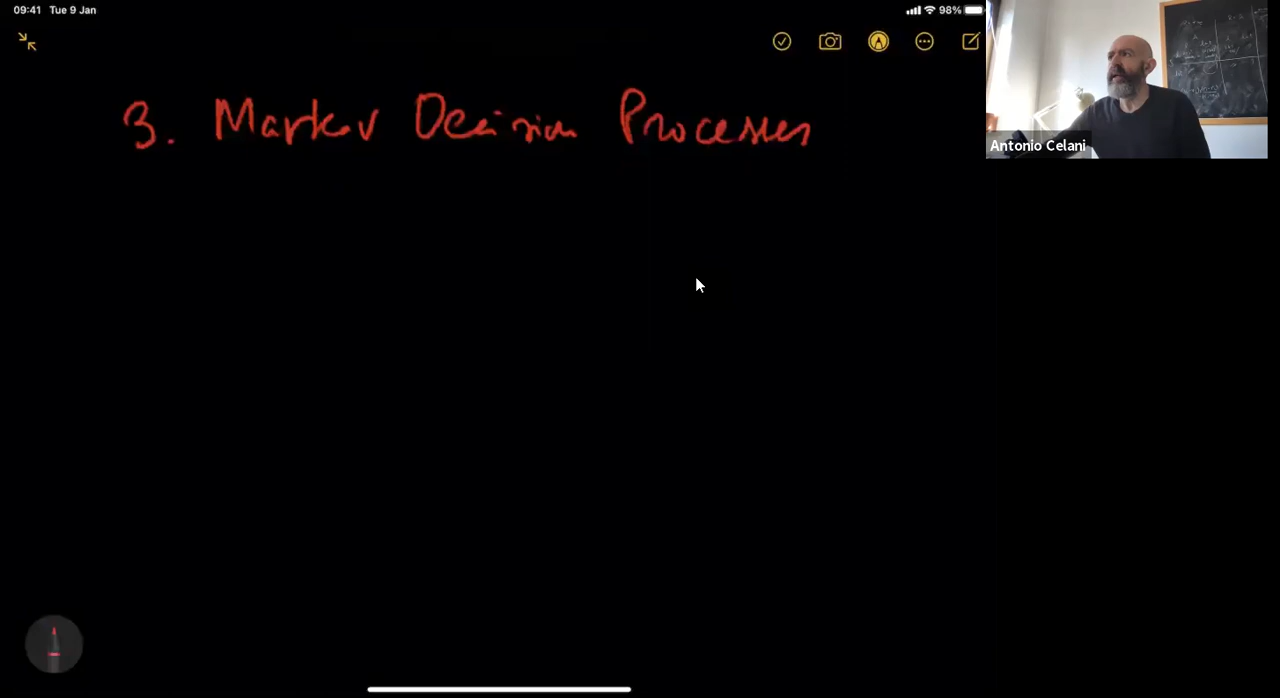 09:41 Tue 9 Jan
98%
3. Markov Decision Processes
Antonio Celani